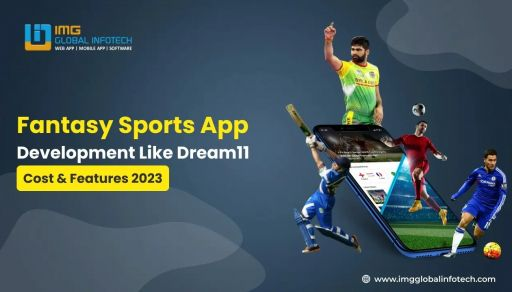 IMG
GLOBAL INFOTECH
WEB APP | MOBILE APP | SOFTWARE
Fantasy Sports App
Development Like Dream11
Cost & Features 2023
www.imgglobalinfotech.com